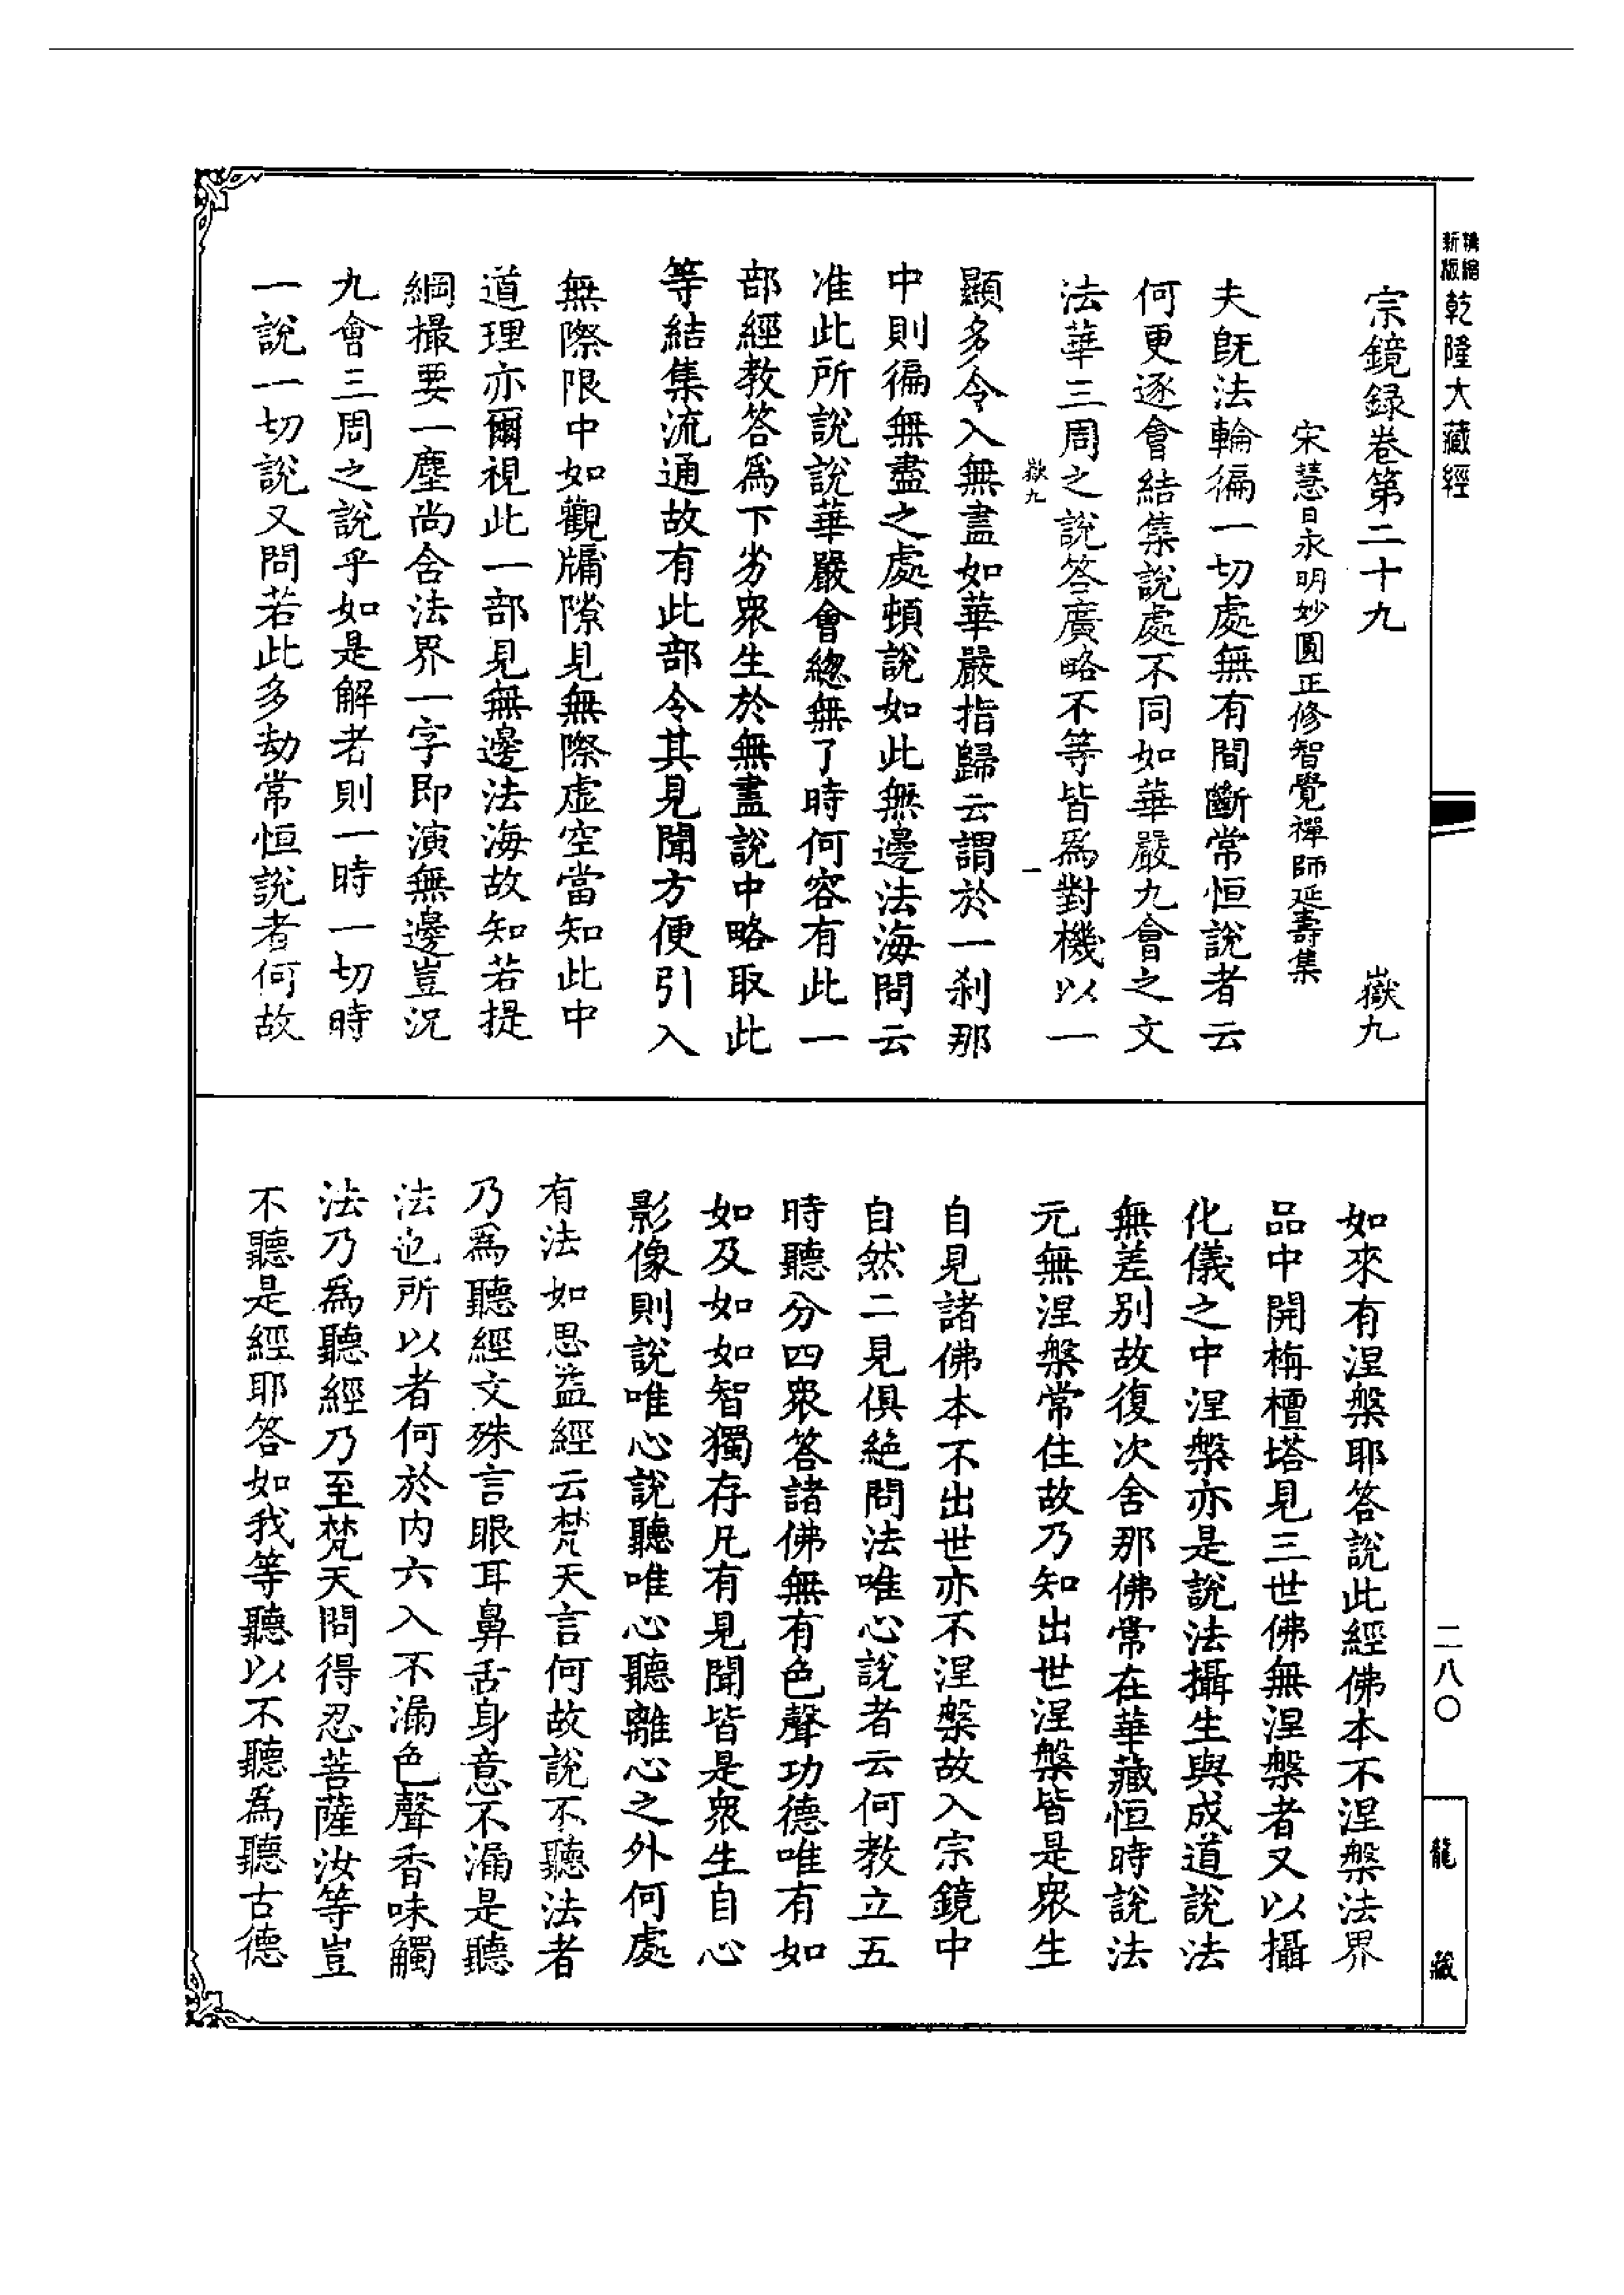 精縮新版乾隆大藏經
宗鏡録卷第二十九 嶽九
宋慧日永明妙圓正修智覺禪師延壽集
夫旣法輪徧一切處無有間斷常恒說者云
何更逐會結集說處不同如華嚴九會之文
法華三周之說答廣略不等皆爲對機以一
嶽九 一
顯多令入無盡如華嚴指歸云謂於一刹那
中則徧無盡之處頓說如此無邊法海問云
准此所說說華嚴會總無了時何容有此一
部經教答爲下劣衆生於無盡說中略取此
等結集流通故有此部令其見聞方便引入
無際限中如觀牖隙見無際虛空當知此中
道理亦爾視此一部見無邊法海故知若提
綱撮要一塵尚含法界一字即演無邊豈況
九會三周之說乎如是解者則一時一切時
一說一切說又問若此多劫常恒說者何故
如來有涅槃耶答說此經佛本不涅槃法界
品中開栴檀塔見三世佛無涅槃者又以攝
化儀之中涅槃亦是說法攝生與成道說法
無差別故復次舍那佛常在華藏恒時說法
元無涅槃常住故乃知出世涅槃皆是衆生
自見諸佛本不出世亦不涅槃故入宗鏡中
自然二見俱絶問法唯心說者云何教立五
時聽分四衆答諸佛無有色聲功德唯有如
如及如如智獨存凡有見聞皆是衆生自心
影像則說唯心說聽唯心聽離心之外何處
有法如思益經云梵天言何故說不聽法者
乃爲聽經文殊言眼耳鼻舌身意不漏是聽
法也所以者何於内六入不漏色聲香味觸
法乃爲聽經乃至梵天問得忍菩薩汝等豈
不聽是經耶答如我等聽以不聽爲聽古德
二八〇
龍藏